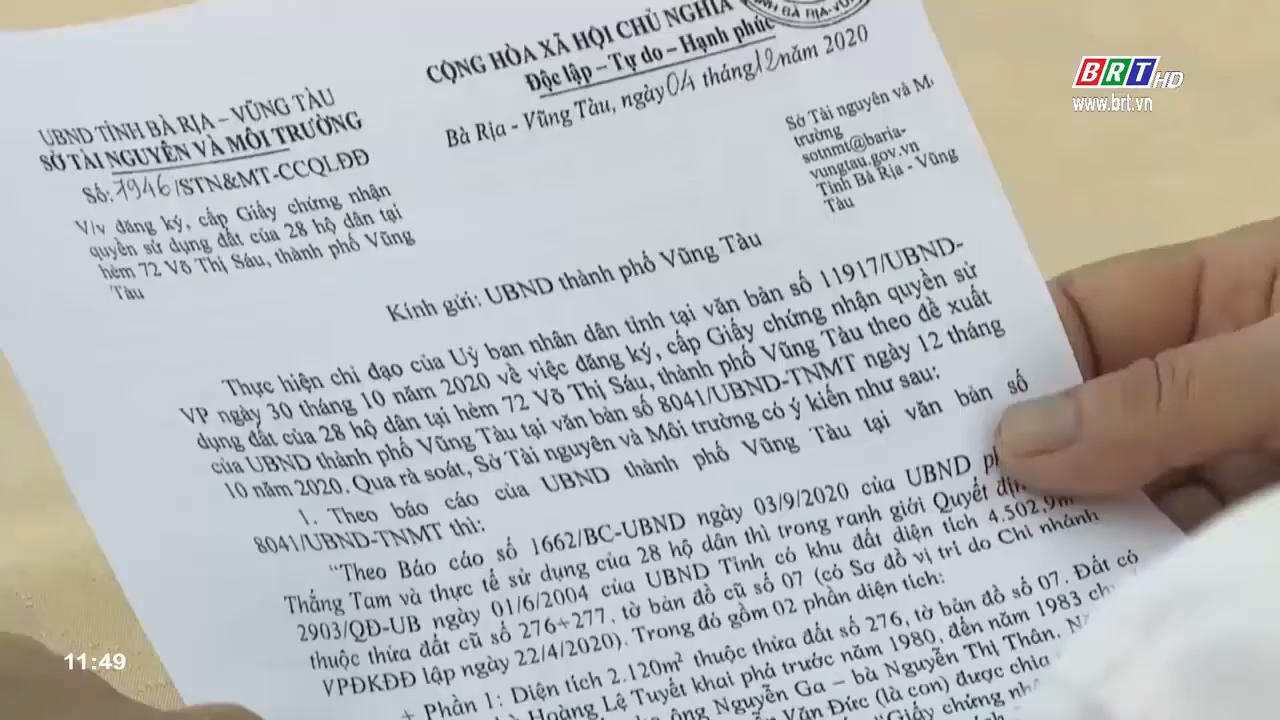 BRT HD
www.brt.vn
TỈNH BÀ RỊA-VŨNG
CỘNG HÒA XÃ HỘI CHỦ NGHĨA
Độc lập – Tự do – Hạnh phúc
Bà Rịa - Vũng Tàu, ngày 04 tháng 12 năm 2020
UBND TỈNH BÀ RỊA – VŨNG TÀU
SỞ TÀI NGUYÊN VÀ MÔI TRƯỜNG
Số: 7946/STN&MT-CCQLĐĐ
V/v đăng ký, cấp Giấy chứng nhận
quyền sử dụng đất của 28 hộ dân tại
hẻm 72 Võ Thị Sáu, thành phố Vũng
Tàu
Sở Tài nguyên và M
trường
sotnmt@baria-
vungtau.gov.vn
Tỉnh Bà Rịa - Vũng
Tàu
Kính gửi: UBND thành phố Vũng Tàu
Thực hiện chỉ đạo của Uỷ ban nhân dân tỉnh tại văn bản số 11917/UBND-
VP ngày 30 tháng 10 năm 2020 về việc đăng ký, cấp Giấy chứng nhận quyền sử
dụng đất của 28 hộ dân tại hẻm 72 Võ Thị Sáu, thành phố Vũng Tàu theo đề xuất
của UBND thành phố Vũng Tàu tại văn bản số 8041/UBND-TNMT ngày 12 tháng
10 năm 2020. Qua rà soát, Sở Tài nguyên và Môi trường có ý kiến như sau:
1. Theo báo cáo của UBND thành phố Vũng Tàu tại văn bản số
8041/UBND-TNMT thì:
"Theo Báo cáo số 1662/BC-UBND ngày 03/9/2020 của UBND
Thắng Tam và thực tế sử dụng của 28 hộ dân thì trong ranh giới Quyết
2903/QĐ-UB ngày 01/6/2004 của UBND Tỉnh có khu đất diện tích 4.502,9m
thuộc thửa đất cũ số 276+277, tờ bản đồ cũ số 07 (có Sơ đồ vị trí do Chi nhánh
VPĐKĐĐ lập ngày 22/4/2020). Trong đó gồm 02 phần diện tích:
+ Phần 1: Diện tích 2.120m² thuộc thửa đất số 276, tờ bản đồ số 07. Đất có
Hoàng Lệ Tuyết khai phá trước năm 1980, đến năm 1983
ông Nguyễn Ga – bà Nguyễn Thị Thân.
Văn Đức (là con) được chia
"Giấy chứng
11:49